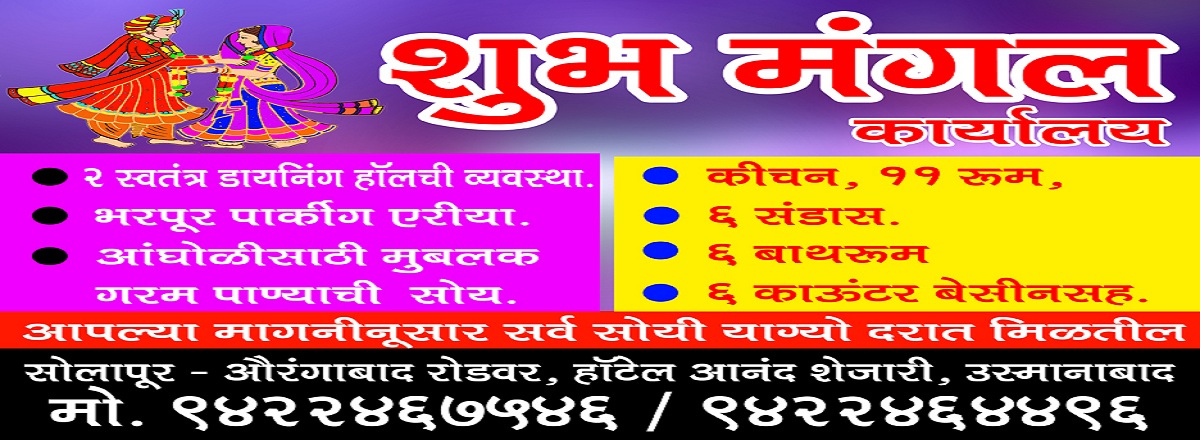 शुभ मंगल
कार्यालय
२ स्वतंत्र डायनिंग हॉलची व्यवस्था.
भरपूर पार्कीग एरीया.
आंघोळीसाठी मुबलक
गरम पाण्याची सोय.
कीचन, ११ रूम,
६ संडास.
६ बाथरूम
६ काऊंटर बेसीनसह.
आपल्या मागनीनूसार सर्व सोयी याग्यो दरात मिळतील
सोलापूर - औरंगाबाद रोडवर, हॉटेल आनंद शेजारी, उस्मानाबाद
मो. ९४२२४६७५४६ / ९४२२४६४४९६